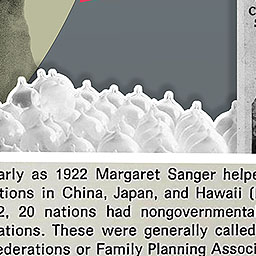 C
arly as 1922 Margaret Sanger helpe
tions in China, Japan, and Hawaii (
2, 20 nations had nongovernmenta
ations. These were generally called
ederations or Family Planning Associ